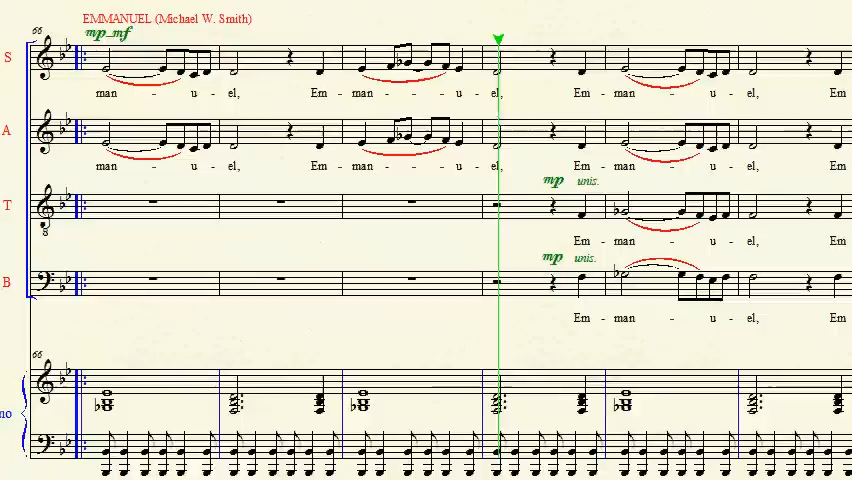 EMMANUEL (Michael W. Smith)
66
mp_mf
S
man - u - el, Em - man - u - el, Em - man - u - el, Em
A
man - u - el, Em - man - u - el, Em - man - u - el, Em
mp unis.
T
8
Em - man - u - el, Em
mp unis.
B
Em - man - u - el, Em
66
no